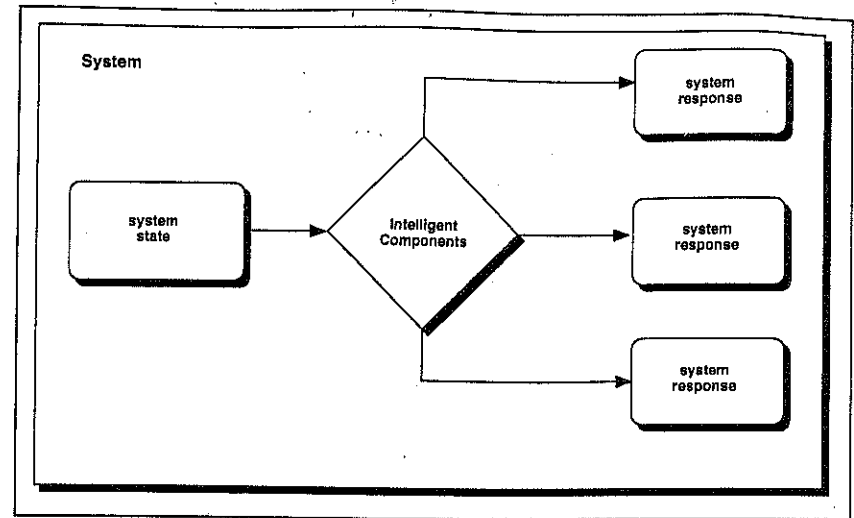 System
system
response
system
state
Intelligent
Components
system
response
system
response